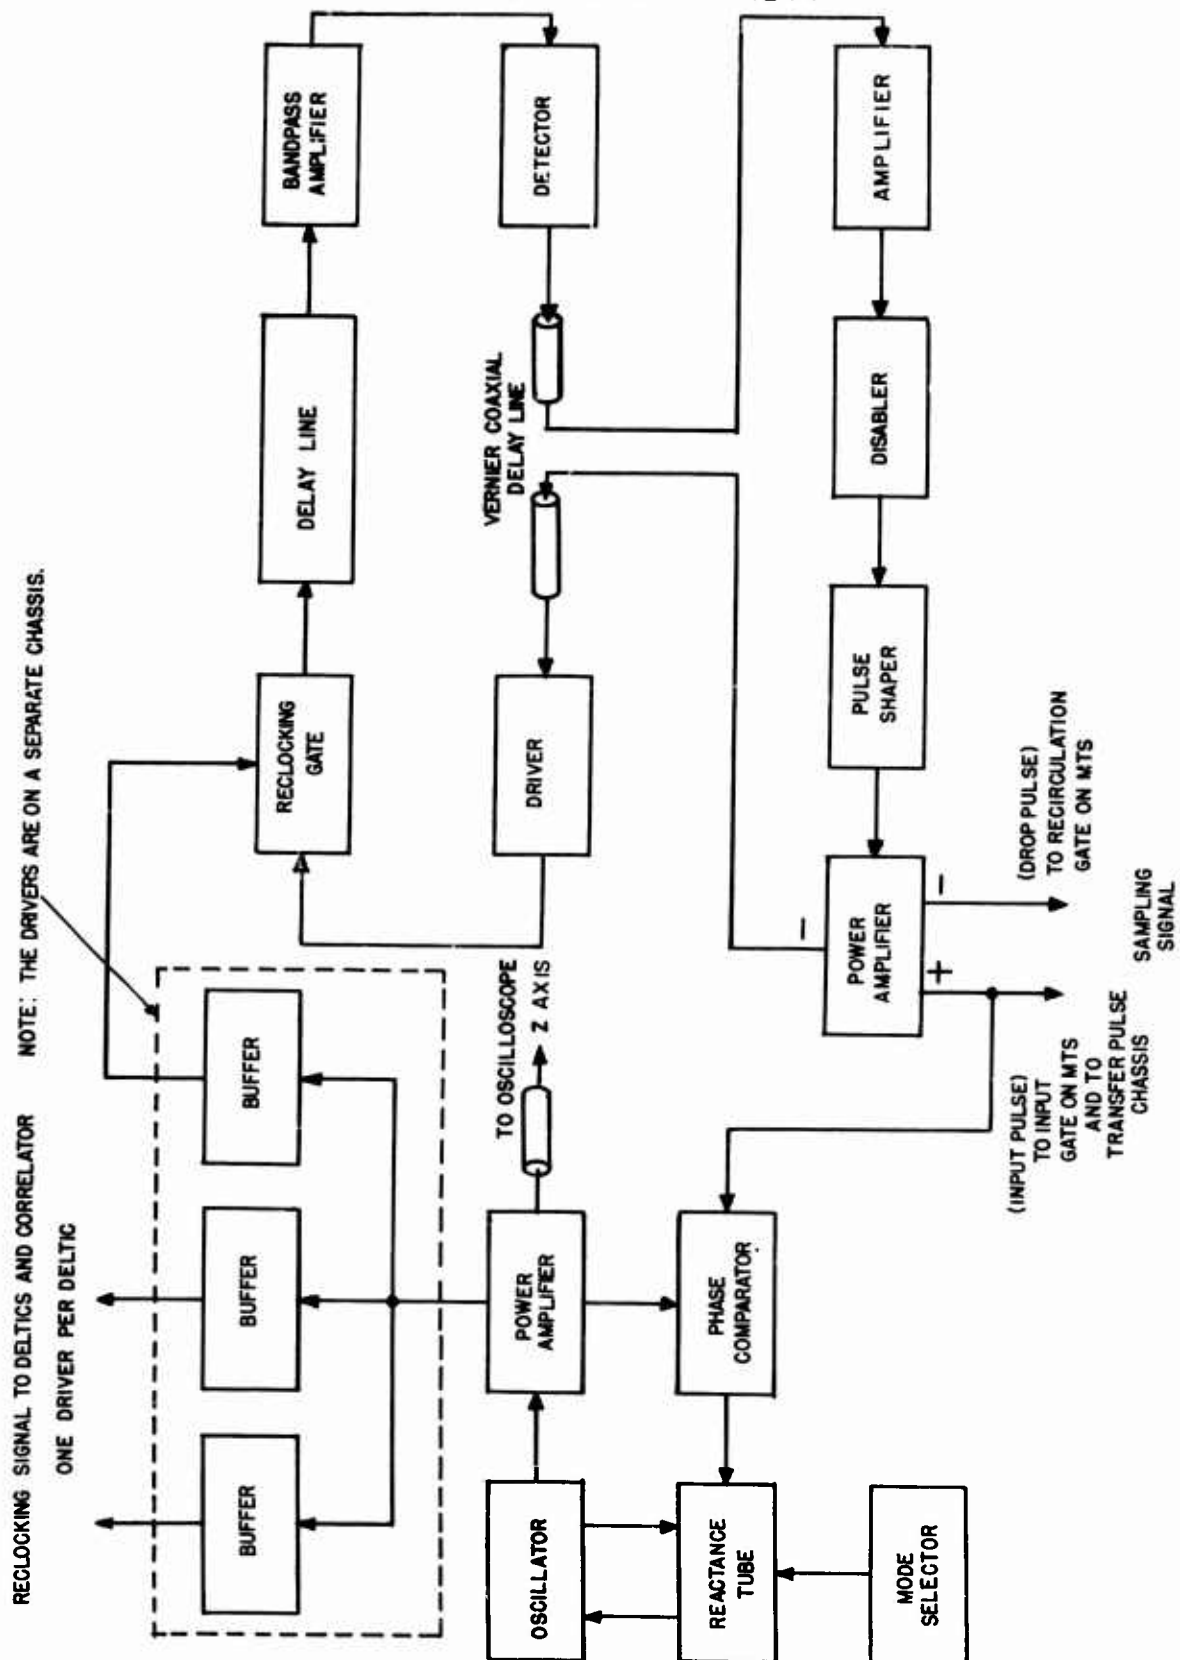 RECLOCKING SIGNAL TO DELTICS AND CORRELATOR
ONE DRIVER PER DELTIC
NOTE: THE DRIVERS ARE ON A SEPARATE CHASSIS.
BUFFER
BUFFER
BUFFER
RECLOCKING
GATE
DELAY LINE
BANDPASS
AMPLIFIER
OSCILLATOR
POWER
AMPLIFIER
TO OSCILLOSCOPE
Z AXIS
DRIVER
VERNIER COAXIAL
DELAY LINE
DETECTOR
REACTANCE
TUBE
PHASE
COMPARATOR
MODE
SELECTOR
POWER
AMPLIFIER
−
+
−
PULSE
SHAPER
DISABLER
AMPLIFIER
(INPUT PULSE)
TO INPUT
GATE ON MTS
AND TO
TRANSFER PULSE
CHASSIS
(DROP PULSE)
TO RECIRCULATION
GATE ON MTS
SAMPLING
SIGNAL